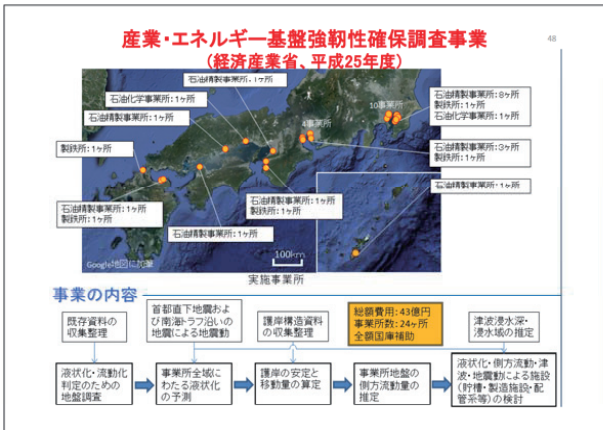 産業・エネルギー基盤強靭性確保調査事業
(経済産業省、平成25年度)
48
石油精製事業所:1ヶ所
石油化学事業所:1ヶ所
石油精製事業所:1ヶ所
製鉄所:1ヶ所
10事業所
4事業所
石油精製事業所:8ヶ所
製鉄所:1ヶ所
石油化学事業所:1ヶ所
石油精製事業所:3ヶ所
製鉄所:1ヶ所
石油精製事業所:1ヶ所
石油精製事業所:1ヶ所
製鉄所:1ヶ所
石油精製事業所:1ヶ所
石油精製事業所:1ヶ所
製鉄所:1ヶ所
100km
Google地図に加筆
実施事業所
事業の内容
既存資料の
収集整理
首都直下地震およ
び南海トラフ沿いの
地震による地震動
護岸構造資料
の収集整理
総額費用:43億円
事業所数:24ヶ所
全額国庫補助
津波浸水深・
浸水域の推定
液状化・流動化
判定のための
地盤調査
事業所全域に
わたる液状化
の予測
護岸の安定と
移動量の算定
事業所地盤の
側方流動量の
推定
液状化・側方流動・津
波・地震動による施設
(貯槽・製造施設・配
管系等)の検討